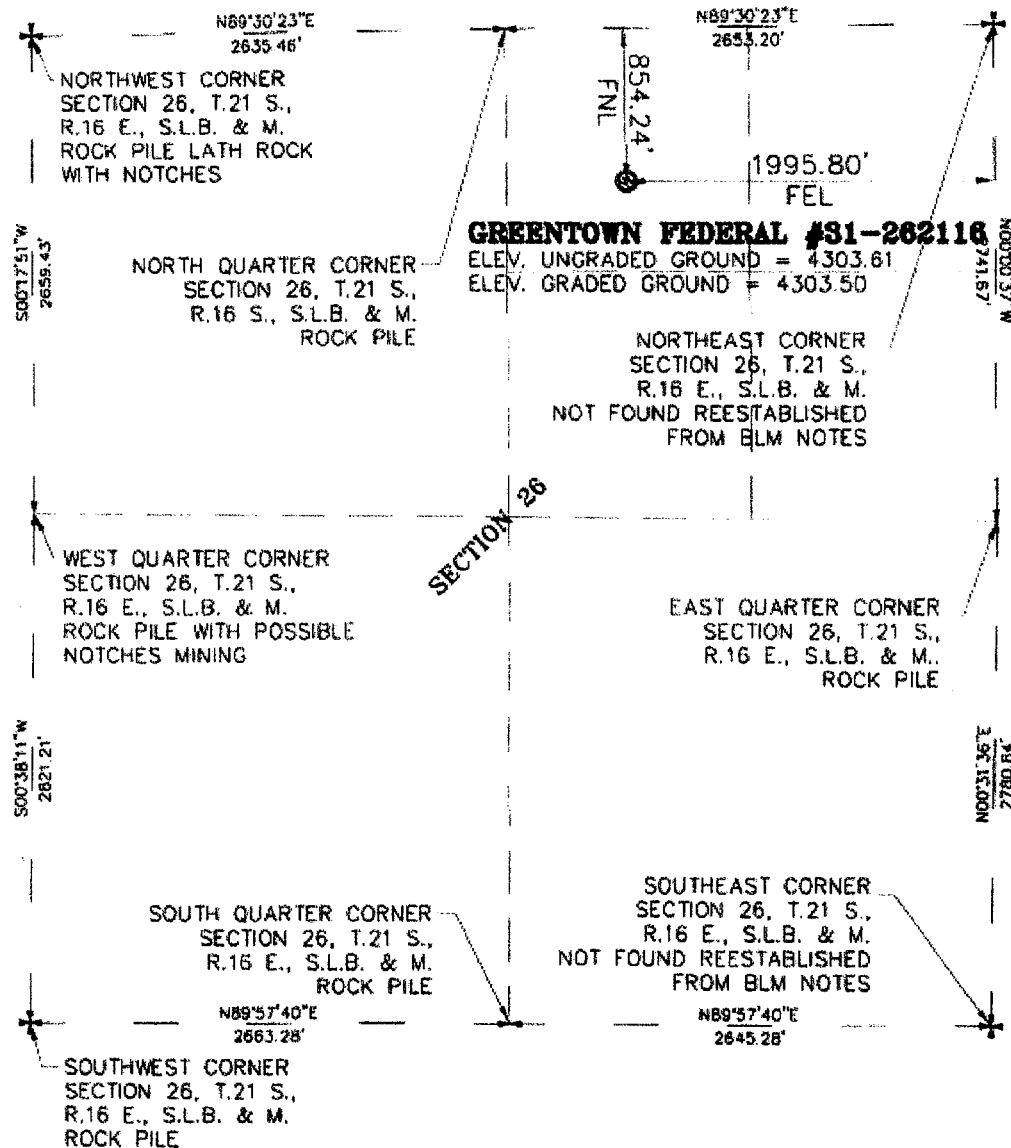 N89°30'23"E
2635.46'
N89°30'23"E
2653.20'
NORTHWEST CORNER
SECTION 26, T.21 S.,
R.16 E., S.L.B. & M.
ROCK PILE LATH ROCK
WITH NOTCHES
854.24'
FNL
1995.80'
FEL
GREENTOWN FEDERAL #31-262116
ELEV. UNGRADED GROUND = 4303.61
ELEV. GRADED GROUND = 4303.50
S00°17'51"W
2659.43'
NORTH QUARTER CORNER
SECTION 26, T.21 S.,
R.16 S., S.L.B. & M.
ROCK PILE
NORTHEAST CORNER
SECTION 26, T.21 S.,
R.16 E., S.L.B. & M.
NOT FOUND REESTABLISHED
FROM BLM NOTES
SECTION 26
WEST QUARTER CORNER
SECTION 26, T.21 S.,
R.16 E., S.L.B. & M.
ROCK PILE WITH POSSIBLE
NOTCHES MINING
EAST QUARTER CORNER
SECTION 26, T.21 S.,
R.16 E., S.L.B. & M..
ROCK PILE
S00°38'11"W
2821.21'
N00°31'36"E
2780.64'
SOUTH QUARTER CORNER
SECTION 26, T.21 S.,
R.16 E., S.L.B. & M.
ROCK PILE
SOUTHEAST CORNER
SECTION 26, T.21 S.,
R.16 E., S.L.B. & M.
NOT FOUND REESTABLISHED
FROM BLM NOTES
N89°57'40"E
2663.28'
N89°57'40"E
2645.28'
SOUTHWEST CORNER
SECTION 26, T.21 S.,
R.16 E., S.L.B. & M.
ROCK PILE